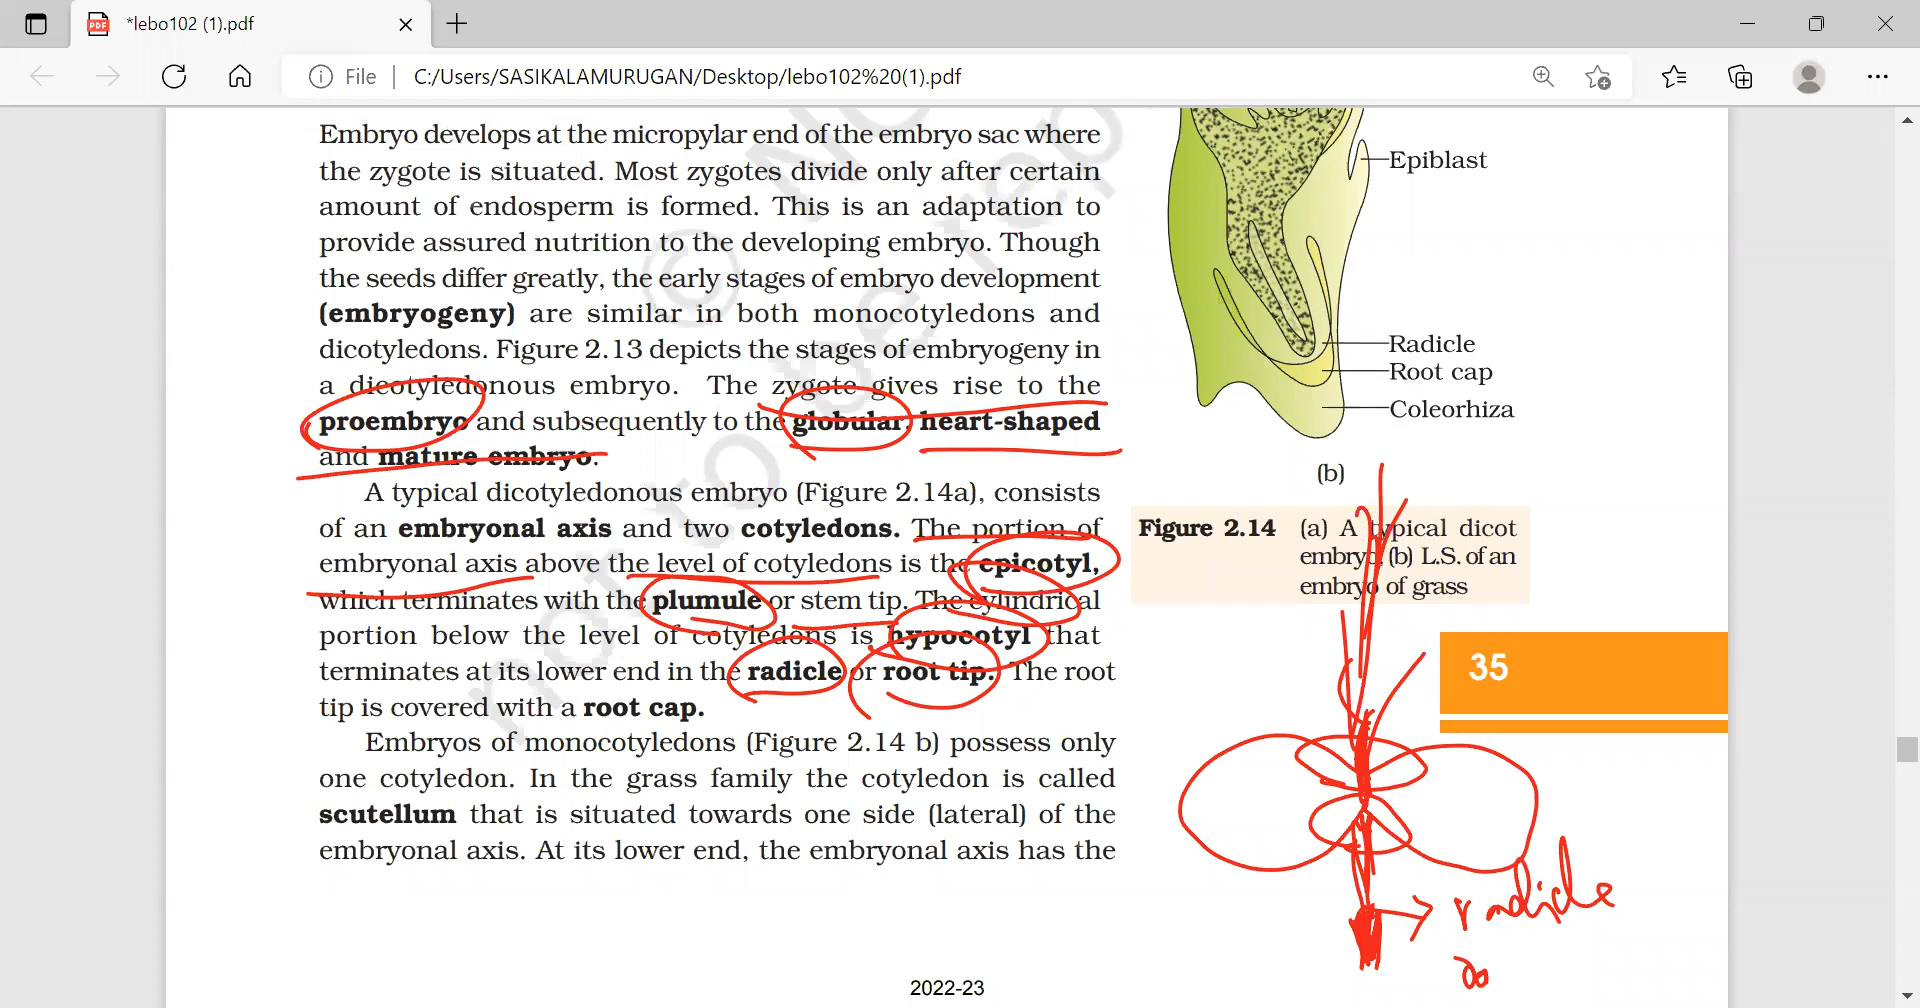 *lebo102 (1).pdf
File | C:/Users/SASIKALAMURUGAN/Desktop/lebo102%20(1).pdf
Embryo develops at the micropylar end of the embryo sac where
the zygote is situated. Most zygotes divide only after certain
amount of endosperm is formed. This is an adaptation to
provide assured nutrition to the developing embryo. Though
the seeds differ greatly, the early stages of embryo development
(embryogeny) are similar in both monocotyledons and
dicotyledons. Figure 2.13 depicts the stages of embryogeny in
a dicotyledonous embryo. The zygote gives rise to the
proembryo and subsequently to the globular, heart-shaped
and mature embryo.
A typical dicotyledonous embryo (Figure 2.14a), consists
of an embryonal axis and two cotyledons. The portion of
embryonal axis above the level of cotyledons is the epicotyl,
which terminates with the plumule or stem tip. The cylindrical
portion below the level of cotyledons is hypocotyl that
terminates at its lower end in the radicle or root tip. The root
tip is covered with a root cap.
Embryos of monocotyledons (Figure 2.14 b) possess only
one cotyledon. In the grass family the cotyledon is called
scutellum that is situated towards one side (lateral) of the
embryonal axis. At its lower end, the embryonal axis has the
Epiblast
Radicle
Root cap
Coleorhiza
(b)
Figure 2.14 (a) A typical dicot
embryo; (b) L.S. of an
embryo of grass
35
radicle
2022-23
© not to be rep